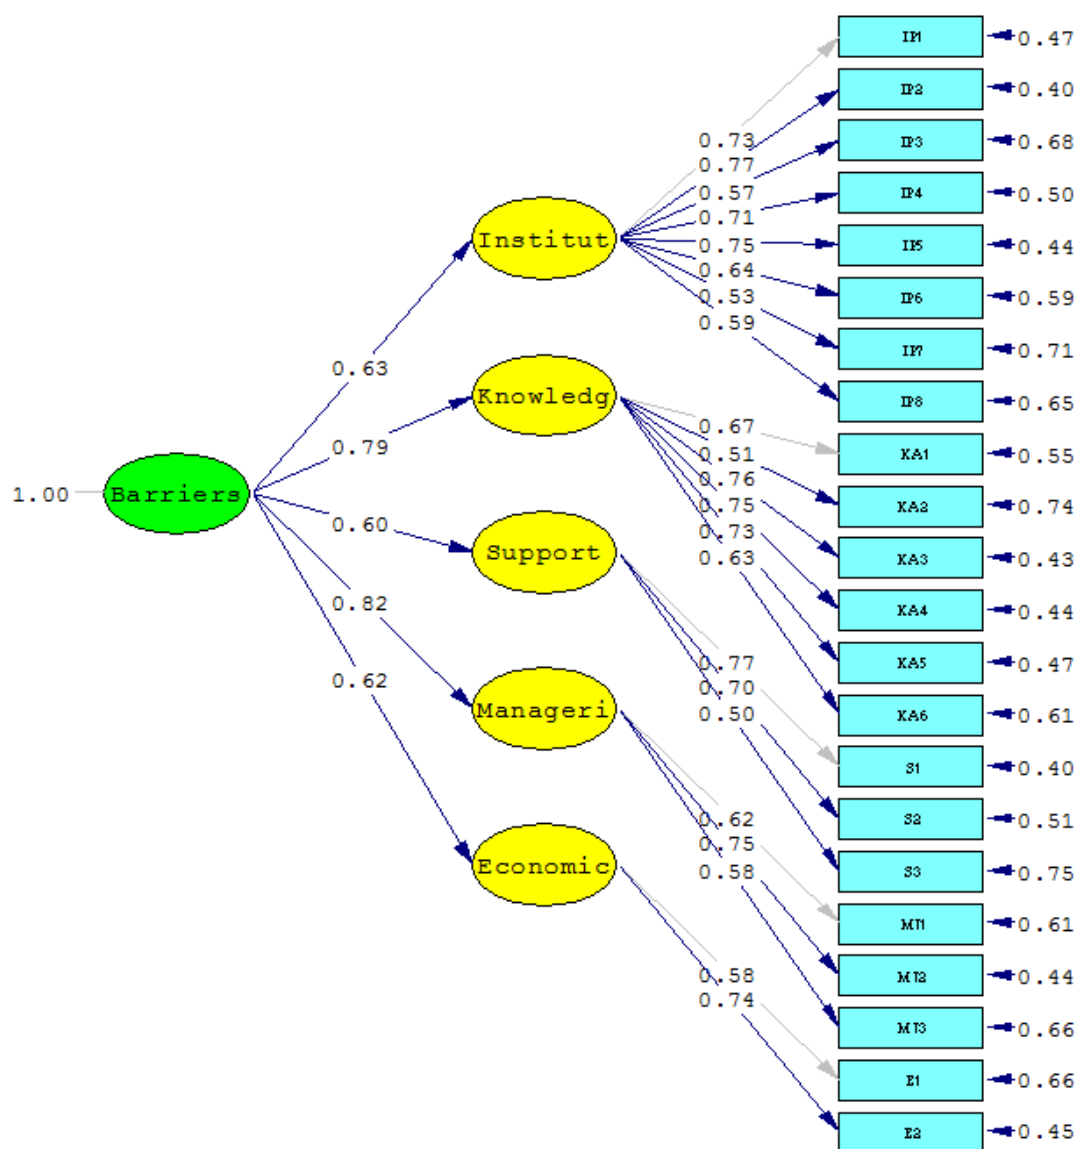 IP1 0.47
IP2 0.40
0.73
IP3 0.68
0.77
0.57
IP4 0.50
0.71
Institut
0.75
IP5 0.44
0.64
0.53
IP6 0.59
0.59
IP7 0.71
0.63
Knowledg
IP8 0.65
0.67
0.79
0.51
KA1 0.55
0.76
1.00 Barriers
0.75
KA2 0.74
0.60
0.73
Support
0.63
KA3 0.43
0.82
KA4 0.44
0.77
KA5 0.47
0.62
0.70
Manageri
0.50
KA6 0.61
S1 0.40
0.62
S2 0.51
0.75
Economic
0.58
S3 0.75
MU1 0.61
0.58
MU2 0.44
0.74
MU3 0.66
E1 0.66
E2 0.45